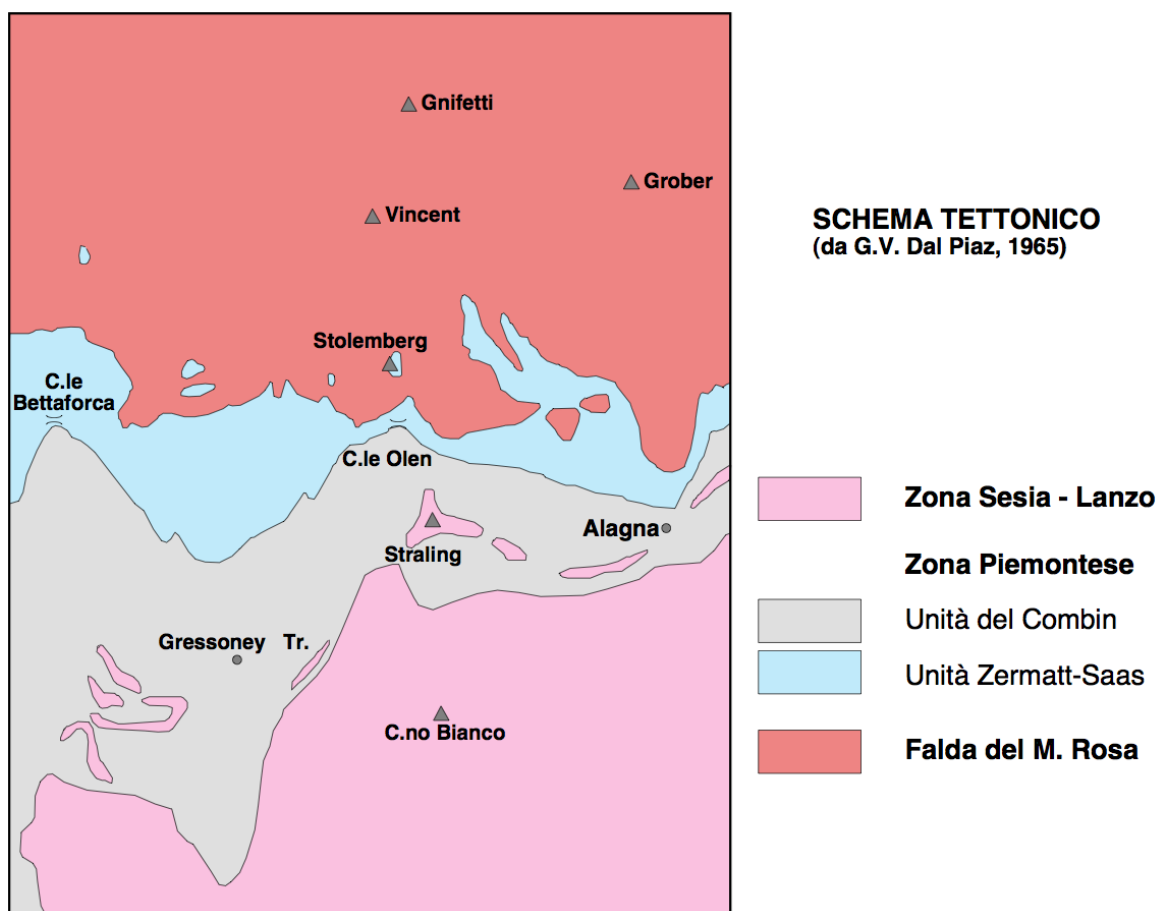 Gnifetti
Grober
Vincent
SCHEMA TETTONICO
(da G.V. Dal Piaz, 1965)
Stolemberg
C.le
Bettaforca
C.le Olen
Zona Sesia - Lanzo
Alagna
Straling
Zona Piemontese
Unità del Combin
Gressoney Tr.
Unità Zermatt-Saas
C.no Bianco
Falda del M. Rosa